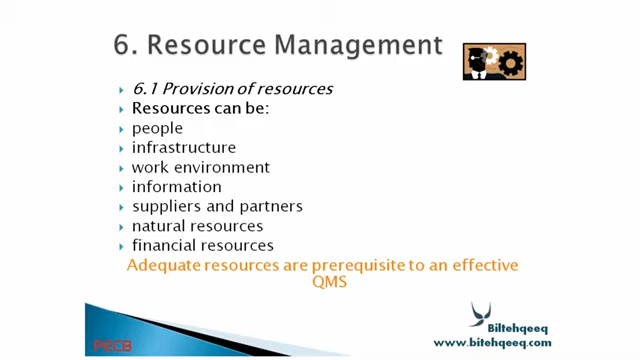 6. Resource Management
6.1 Provision of resources
Resources can be:
people
infrastructure
work environment
information
suppliers and partners
natural resources
financial resources
Adequate resources are prerequisite to an effective
QMS
Biltehqeeq
PECB
www.bitehqeeq.com